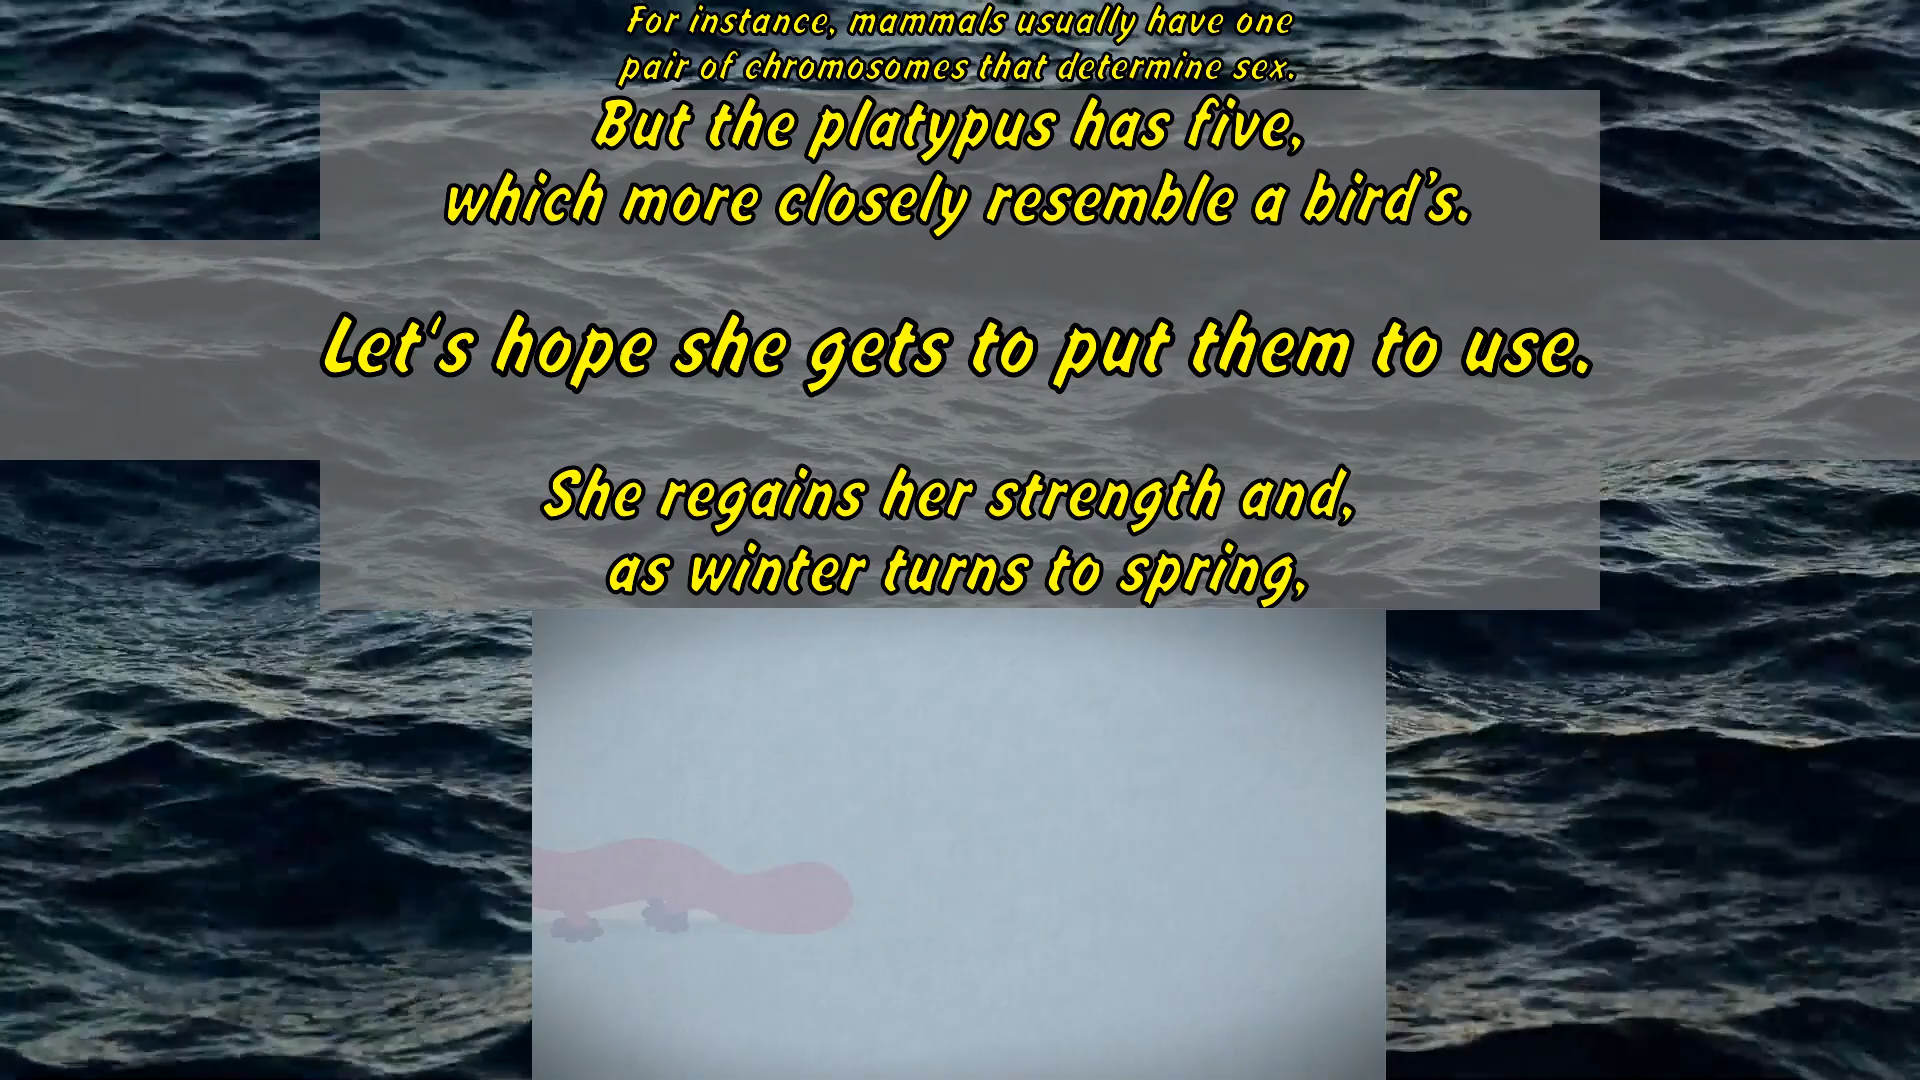 For instance, mammals usually have one
pair of chromosomes that determine sex.
But the platypus has five,
which more closely resemble a bird’s.
Let's hope she gets to put them to use.
She regains her strength and,
as winter turns to spring,